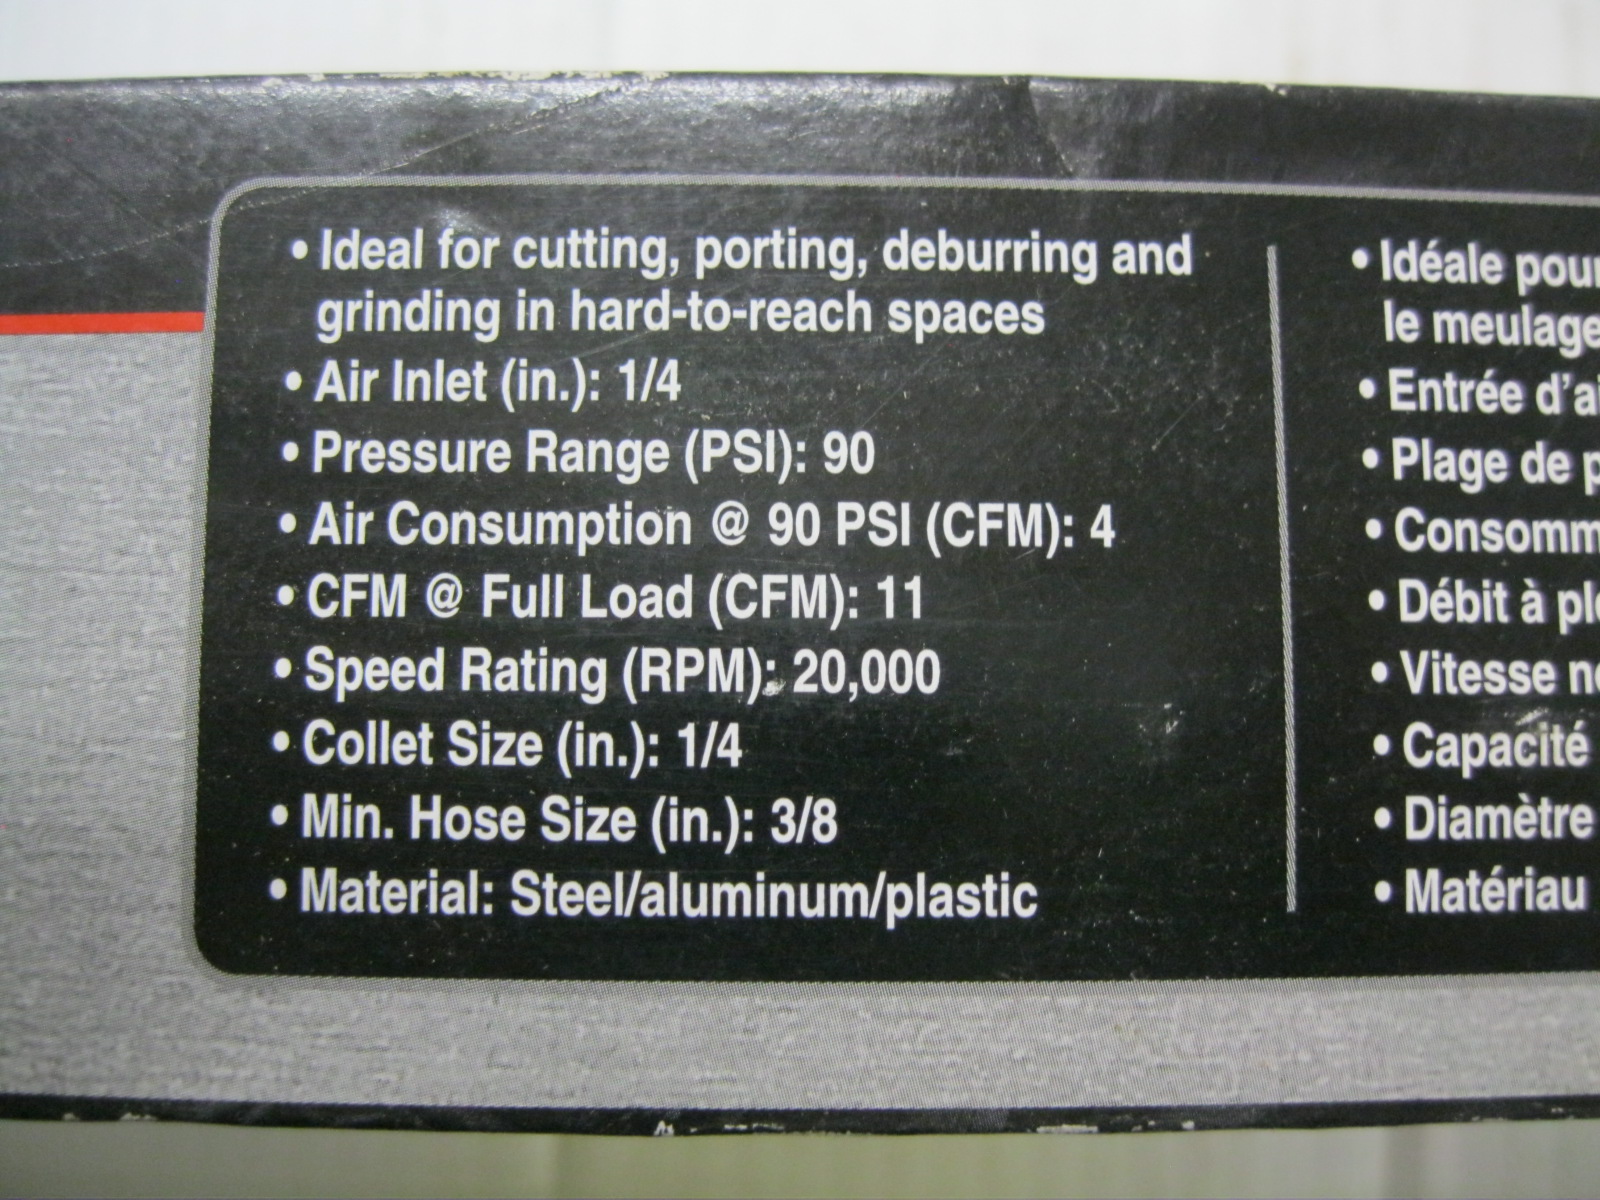 • Ideal for cutting, porting, deburring and
grinding in hard-to-reach spaces
• Air Inlet (in.): 1/4
• Pressure Range (PSI): 90
• Air Consumption @ 90 PSI (CFM): 4
• CFM @ Full Load (CFM): 11
• Speed Rating (RPM): 20,000
• Collet Size (in.): 1/4
• Min. Hose Size (in.): 3/8
• Material: Steel/aluminum/plastic
• Idéale pour
le meulage
• Entrée d'ai
• Plage de p
• Consomm
• Débit à ple
• Vitesse no
• Capacité
• Diamètre
• Matériau